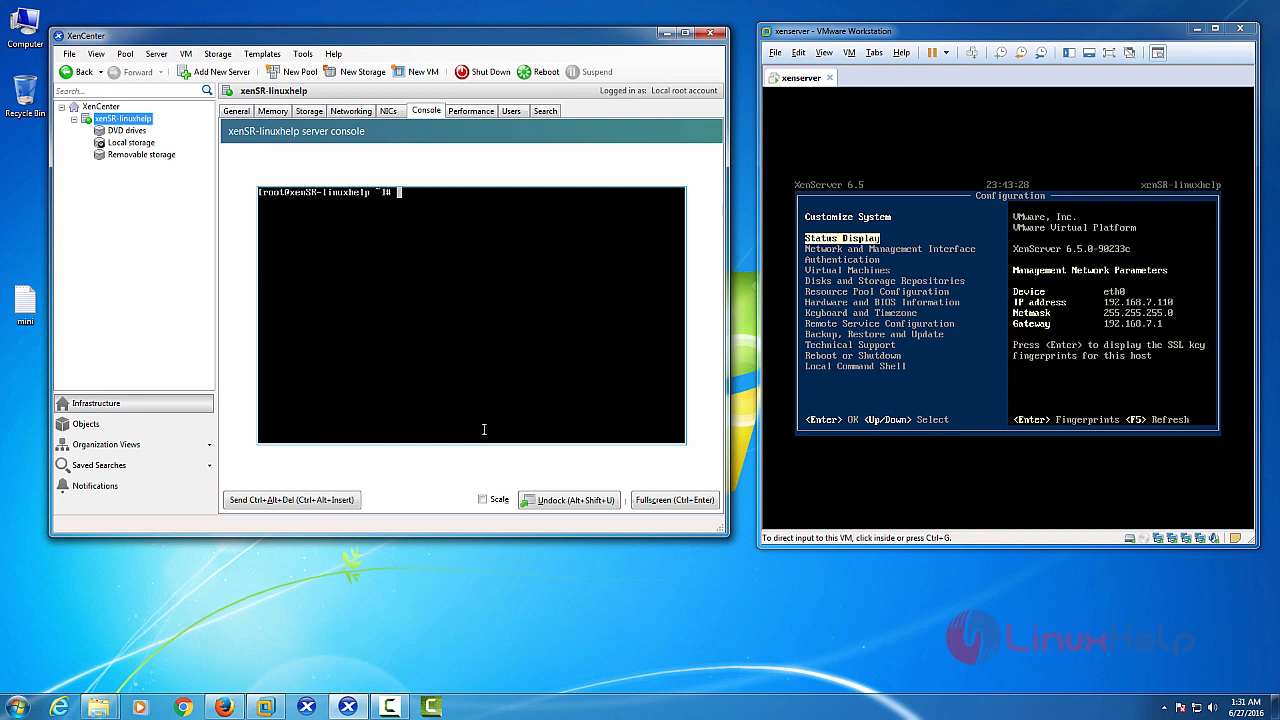 Computer
Recycle Bin
mini
XenCenter
File View Pool Server VM Storage Templates Tools Help
Back Forward Add New Server New Pool New Storage New VM Shut Down Reboot Suspend
Search...
xenSR-linuxhelp
Logged in as: Local root account
XenCenter
xenSR-linuxhelp
DVD drives
Local storage
Removable storage
General Memory Storage Networking NICs Console Performance Users Search
xenSR-linuxhelp server console
[root@xenSR-linuxhelp ~]#
Infrastructure
Objects
Organization Views
Saved Searches
Notifications
Send Ctrl+Alt+Del (Ctrl+Alt+Insert)
Scale
Undock (Alt+Shift+U)
Fullscreen (Ctrl+Enter)
xenserver - VMware Workstation
File Edit View VM Tabs Help
xenserver
XenServer 6.5 23:43:28 xenSR-linuxhelp
Configuration
Customize System
Status Display
Network and Management Interface
Authentication
Virtual Machines
Disks and Storage Repositories
Resource Pool Configuration
Hardware and BIOS Information
Keyboard and Timezone
Remote Service Configuration
Backup, Restore and Update
Technical Support
Reboot or Shutdown
Local Command Shell
<Enter> OK <Up/Down> Select
VMware, Inc.
VMware Virtual Platform
XenServer 6.5.0-90233c
Management Network Parameters
Device eth0
IP address 192.168.7.110
Netmask 255.255.255.0
Gateway 192.168.7.1
Press <Enter> to display the SSL key
fingerprints for this host
<Enter> Fingerprints <F5> Refresh
To direct input to this VM, click inside or press Ctrl+G.
LinuxHelp
1:31 AM
6/27/2016